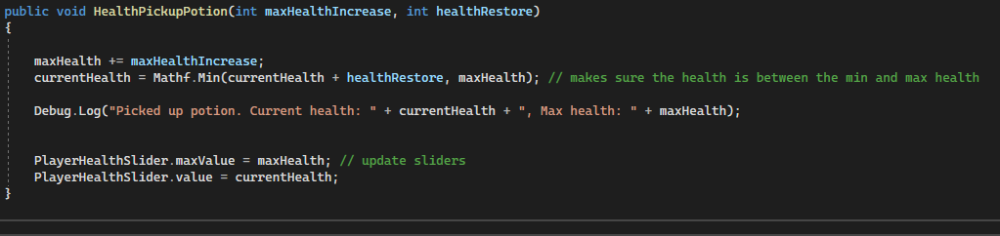 public void HealthPickupPotion(int maxHealthIncrease, int healthRestore)
{
maxHealth += maxHealthIncrease;
currentHealth = Mathf.Min(currentHealth + healthRestore, maxHealth); // makes sure the health is between the min and max health
Debug.Log("Picked up potion. Current health: " + currentHealth + ", Max health: " + maxHealth);
PlayerHealthSlider.maxValue = maxHealth; // update sliders
PlayerHealthSlider.value = currentHealth;
}